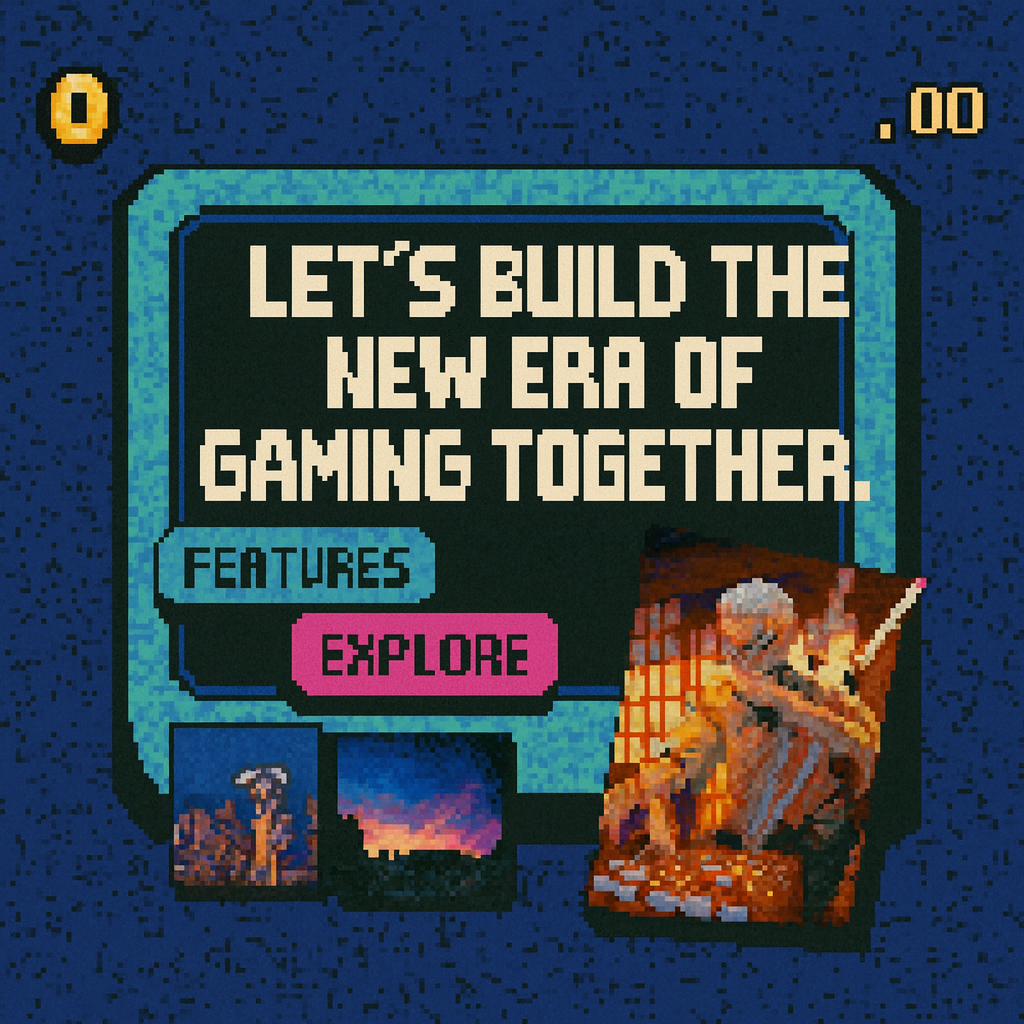 0
.00
LET'S BUILD THE
NEW ERA OF
GAMING TOGETHER.
FEATURES
EXPLORE